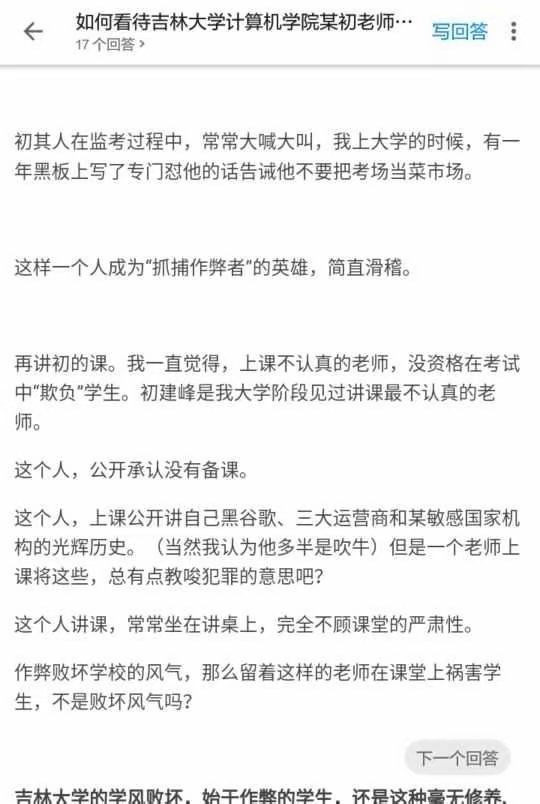 如何看待吉林大学计算机学院某初老师…
17 个回答 ›
写回答
初其人在监考过程中，常常大喊大叫，我上大学的时候，有一
年黑板上写了专门怼他的话告诫他不要把考场当菜市场。
这样一个人成为“抓捕作弊者”的英雄，简直滑稽。
再讲初的课。我一直觉得，上课不认真的老师，没资格在考试
中“欺负”学生。初建峰是我大学阶段见过讲课最不认真的老
师。
这个人，公开承认没有备课。
这个人，上课公开讲自己黑谷歌、三大运营商和某敏感国家机
构的光辉历史。（当然我认为他多半是吹牛）但是一个老师上
课将这些，总有点教唆犯罪的意思吧？
这个人讲课，常常坐在讲桌上，完全不顾课堂的严肃性。
作弊败坏学校的风气，那么留着这样的老师在课堂上祸害学
生，不是败坏风气吗？
下一个回答
吉林大学的学风败坏，始于作弊的学生，还是这种毫无修养、